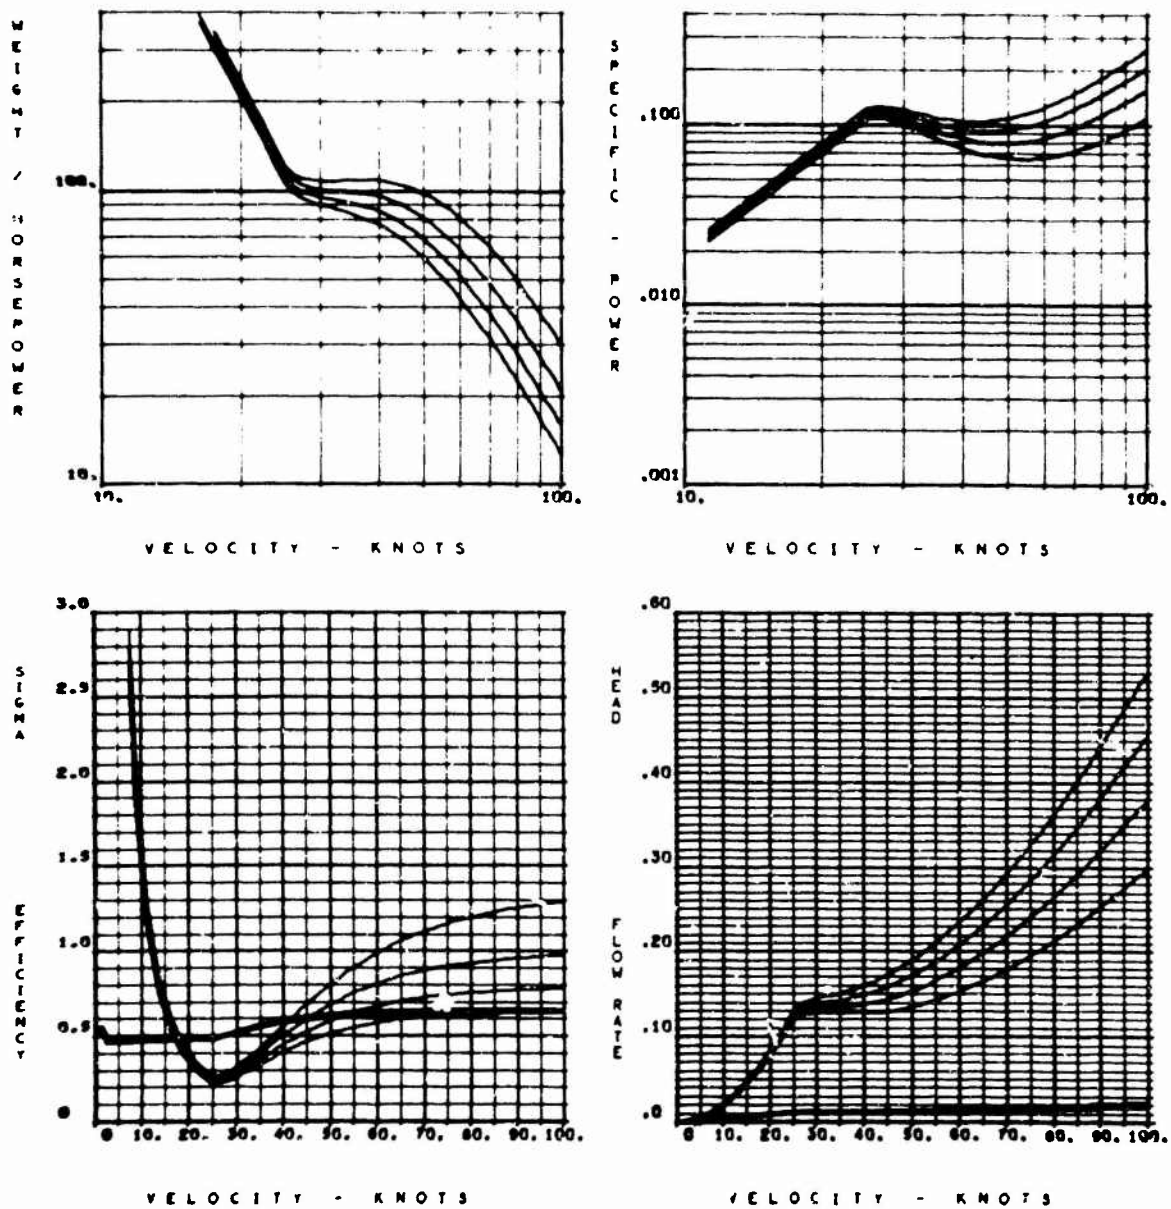 WEIGHT / HORSEPOWER
100.
10.
10. 100.
VELOCITY - KNOTS
SPECIFIC - POWER
.100
.010
.001
10. 100.
VELOCITY - KNOTS
SIGMA
EFFICIENCY
3.0
2.5
2.0
1.5
1.0
0.5
0
0 10. 20. 30. 40. 50. 60. 70. 80. 90. 100.
VELOCITY - KNOTS
HEAD
FLOW RATE
.60
.50
.40
.30
.20
.10
.0
0 10. 20. 30. 40. 50. 60. 70. 80. 90. 100.
VELOCITY - KNOTS